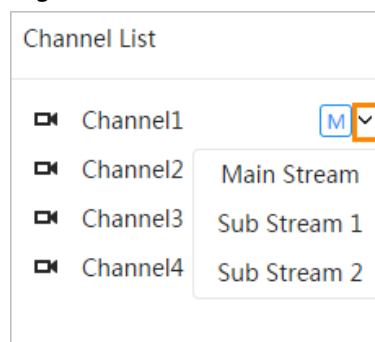 Channel List
Channel1 M
Channel2 Main Stream
Channel3 Sub Stream 1
Channel4 Sub Stream 2